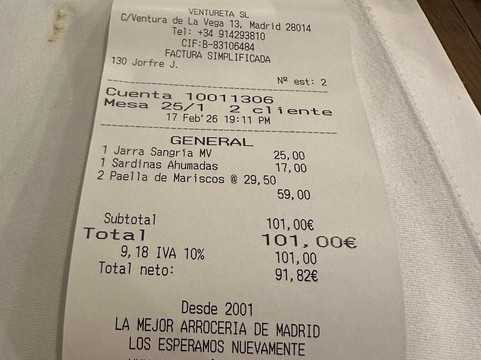 VENTURETA SL
C/Ventura de La Vega 13, Madrid 28014
Tel: +34 914293810
CIF:B-83106484
FACTURA SIMPLIFICADA
130 Jorfre J.
Nº est: 2
Cuenta 10011306
Mesa 25/1 2 cliente
17 Feb'26 19:11 PM
GENERAL
1 Jarra Sangria MV 25,00
1 Sardinas Ahumadas 17,00
2 Paella de Mariscos @ 29,50
59,00
Subtotal 101,00€
Total 101,00€
9,18 IVA 10% 101,00
Total neto: 91,82€
Desde 2001
LA MEJOR ARROCERIA DE MADRID
LOS ESPERAMOS NUEVAMENTE